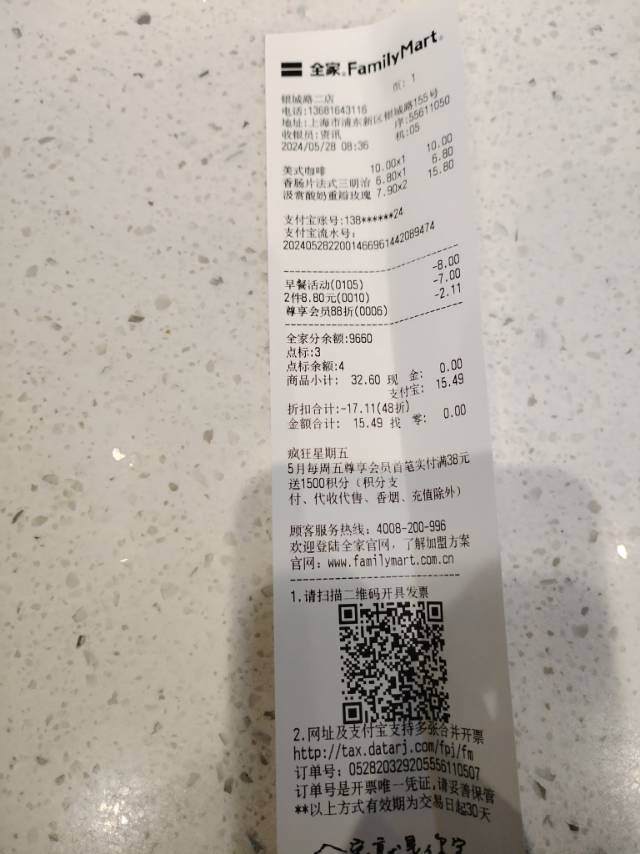 全家 FamilyMart
页: 1
银城路二店
电话:13681643116
地址:上海市浦东新区银城路155号
收银员:资讯 序:55611050
2024/05/28 08:36 机:05
美式咖啡 10.00x1 10.00
香肠片法式三明治 6.80x1 6.80
汲赏酸奶重瓣玫瑰 7.90x2 15.80
支付宝账号:138******24
支付宝流水号:
2024052822001466961442089474
早餐活动(0105) -8.00
2件8.80元(0010) -7.00
尊享会员88折(0006) -2.11
全家分余额:9660
点标:3
点标余额:4
商品小计: 32.60 现 金: 0.00
支付宝: 15.49
折扣合计:-17.11(48折)
金额合计: 15.49 找 零: 0.00
疯狂星期五
5月每周五尊享会员首笔实付满38元
送1500积分（积分支
付、代收代售、香烟、充值除外）
顾客服务热线: 4008-200-996
欢迎登陆全家官网，了解加盟方案
官网: www.familymart.com.cn
1.请扫描二维码开具发票
2.网址及支付宝支持多张合并开票
http://tax.datarj.com/fpj/fm
订单号: 052820329205556110507
订单号是开票唯一凭证,请妥善保管
**以上方式有效期为交易日起30天